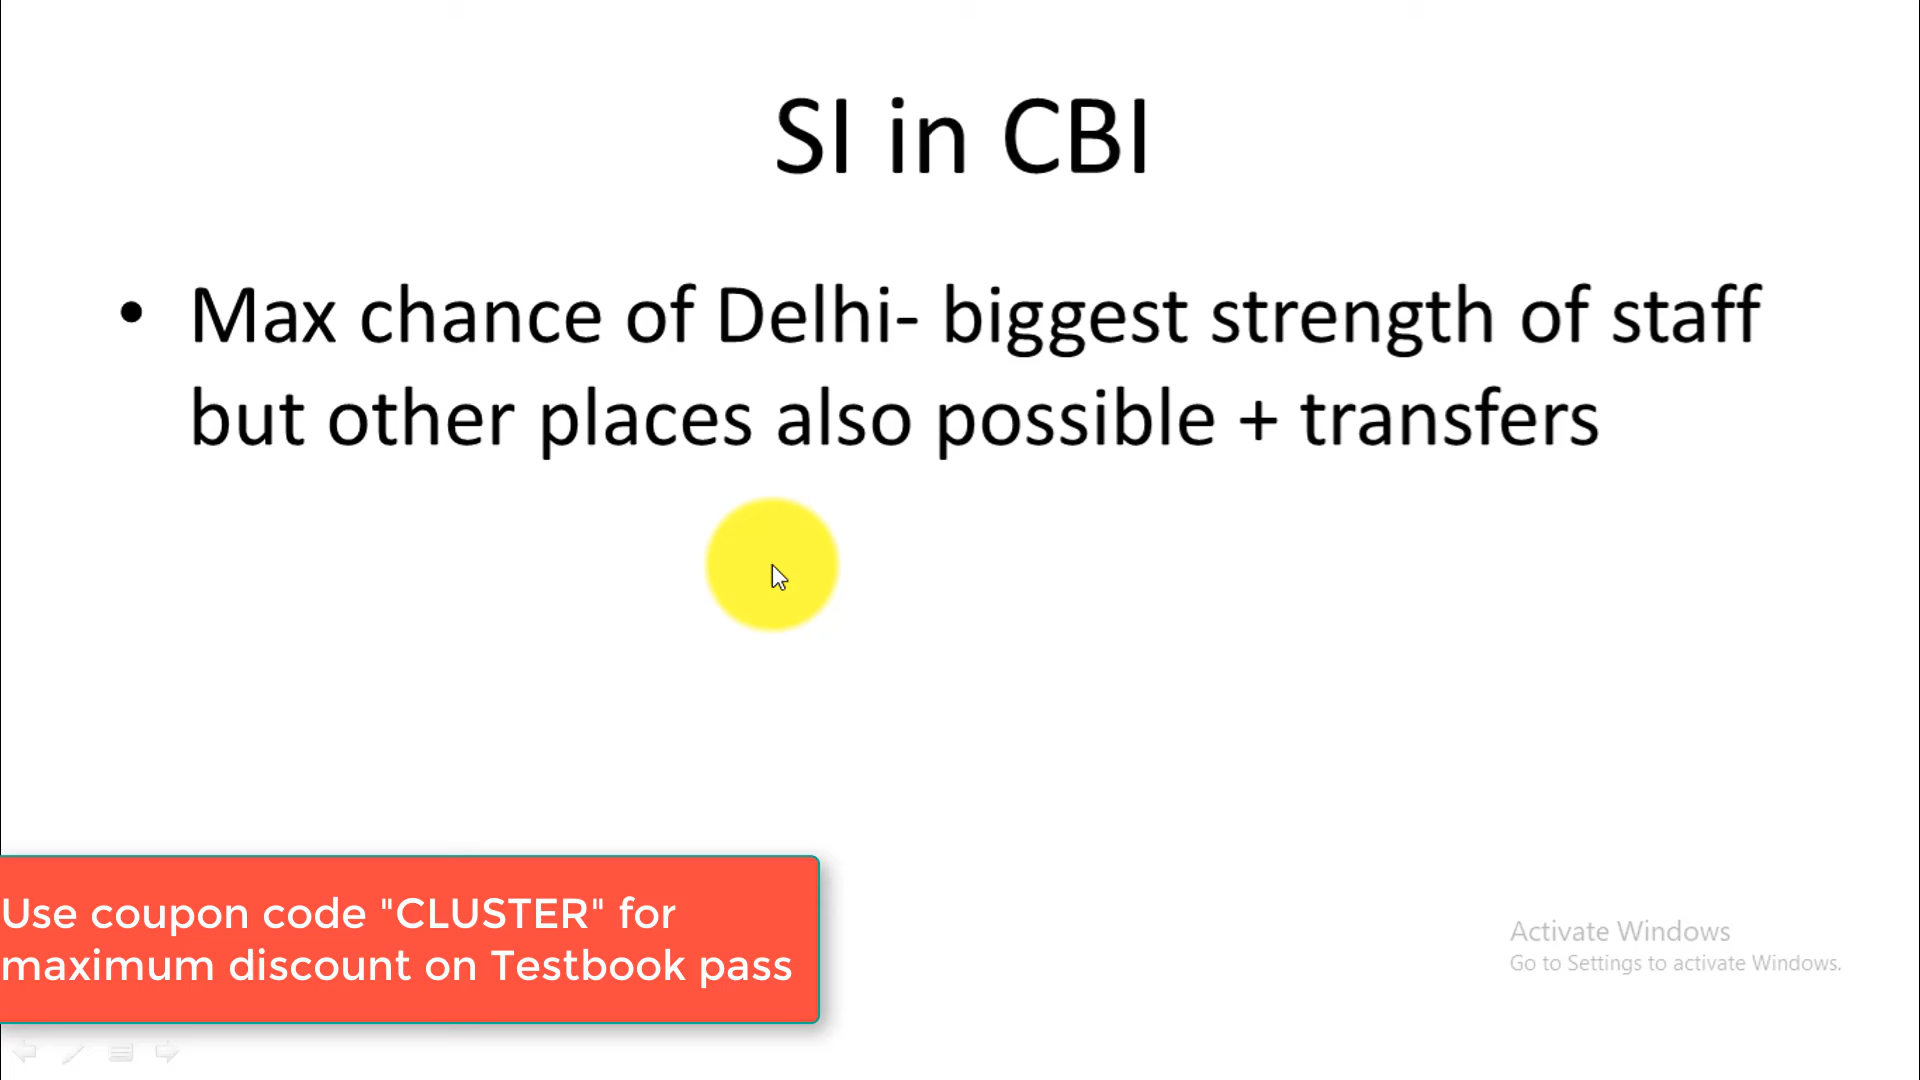 SI in CBI
• Max chance of Delhi- biggest strength of staff
but other places also possible + transfers
Use coupon code "CLUSTER" for
maximum discount on Testbook pass
Activate Windows
Go to Settings to activate Windows.